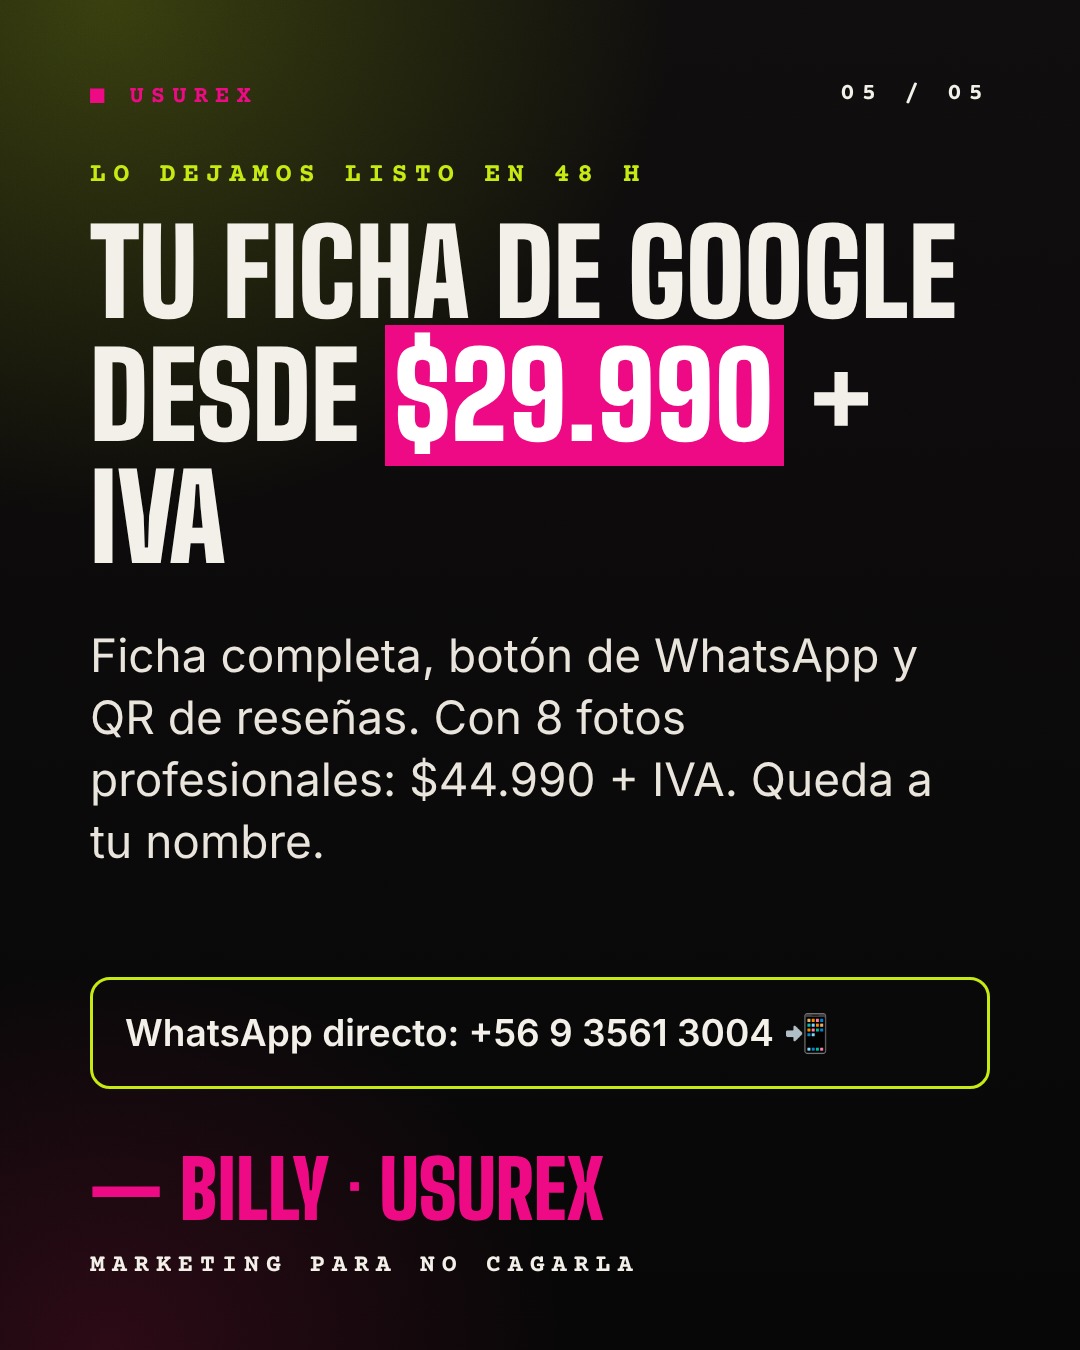 ■ USUREX
05 / 05
LO DEJAMOS LISTO EN 48 H
TU FICHA DE GOOGLE
DESDE $29.990 +
IVA
Ficha completa, botón de WhatsApp y
QR de reseñas. Con 8 fotos
profesionales: $44.990 + IVA. Queda a
tu nombre.
WhatsApp directo: +56 9 3561 3004 📲
— BILLY · USUREX
MARKETING PARA NO CAGARLA